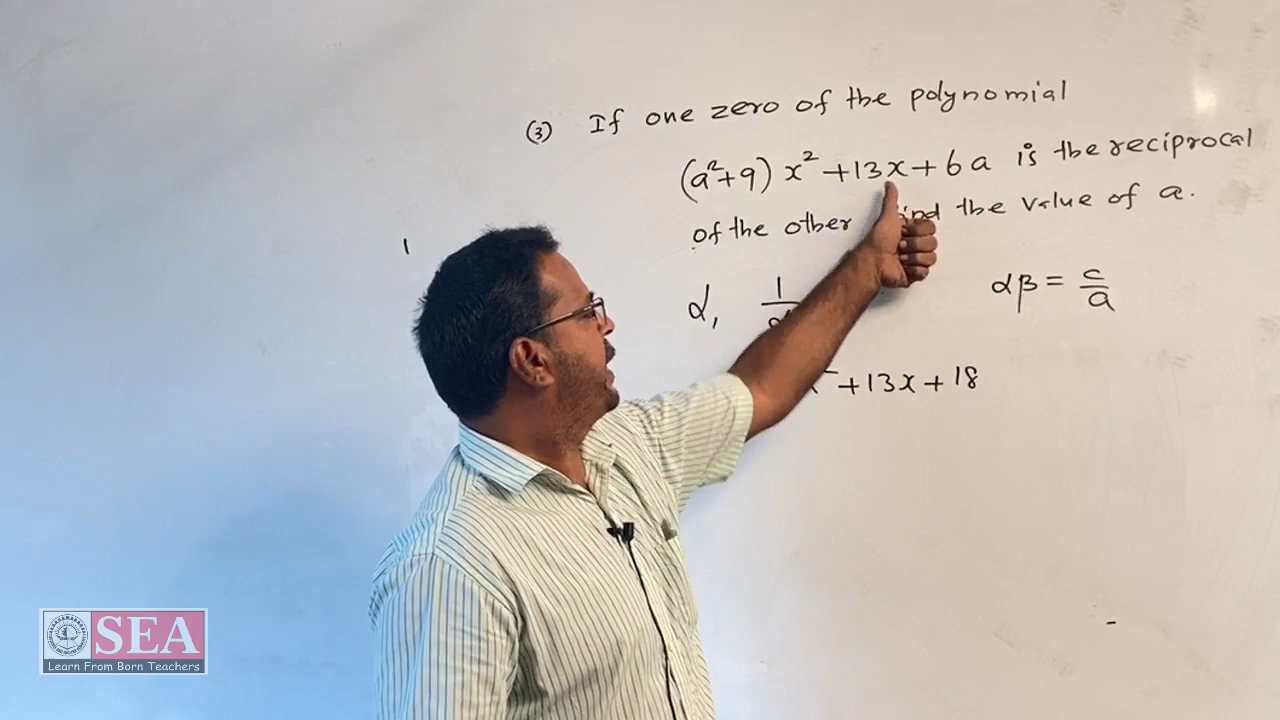 (3) If one zero of the polynomial
(a²+9) x² +13x + 6a is the reciprocal
of the other find the value of a.
α, 1/α
αβ = c/a
x² +13x + 18
SEA
Learn From Born Teachers